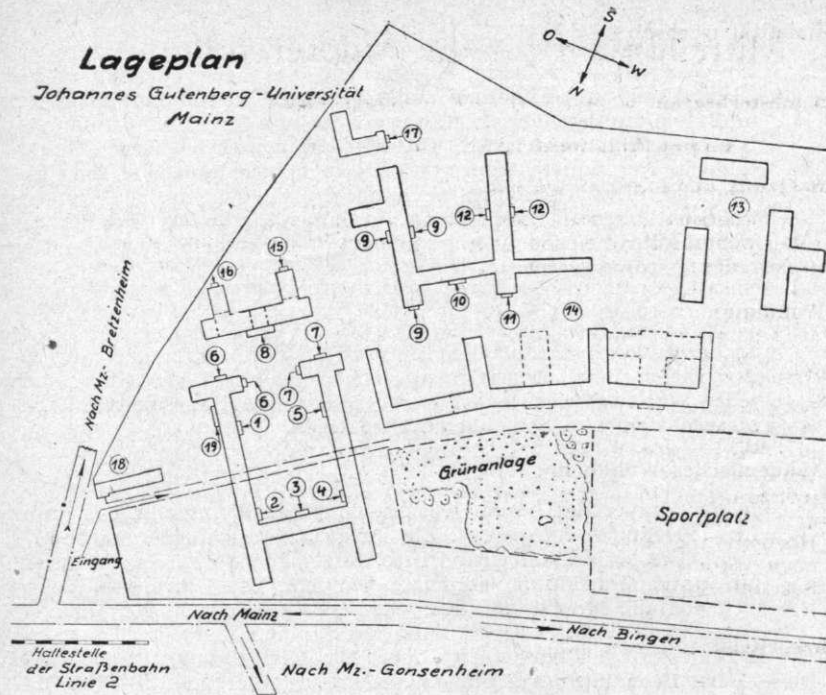 Lageplan
Johannes Gutenberg-Universität
Mainz
S
O
W
N
17
13
9
9
12
12
15
16
10
9
11
14
8
7
6
6
7
1
5
19
18
2
3
4
Nach Mz.- Bretzenheim
Grünanlage
Sportplatz
Eingang
Nach Mainz
Nach Bingen
Haltestelle
der Straßenbahn
Linie 2
Nach Mz.- Gonsenheim